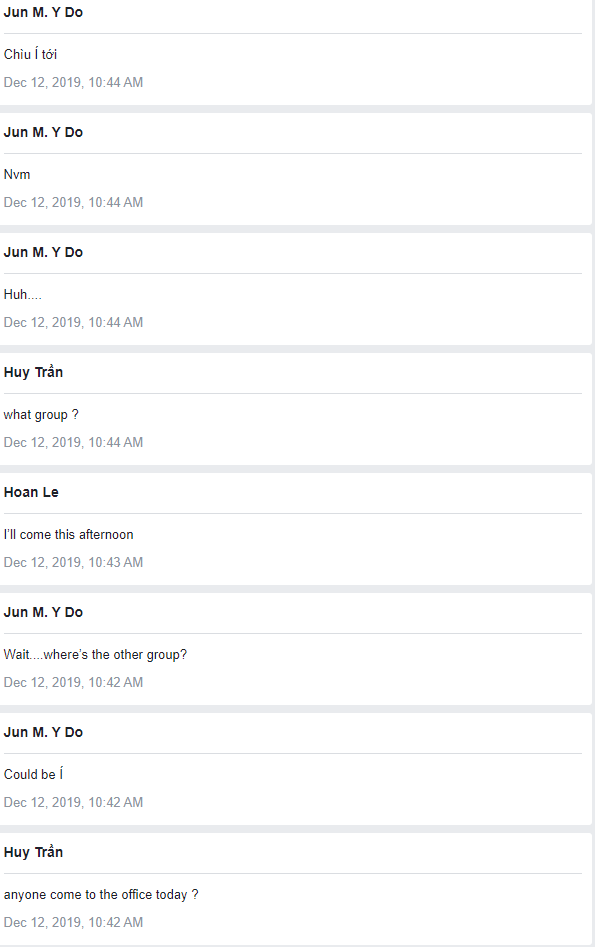 Jun M. Y Do
Chìu Í tới
Dec 12, 2019, 10:44 AM
Jun M. Y Do
Nvm
Dec 12, 2019, 10:44 AM
Jun M. Y Do
Huh....
Dec 12, 2019, 10:44 AM
Huy Trần
what group ?
Dec 12, 2019, 10:44 AM
Hoan Le
I’ll come this afternoon
Dec 12, 2019, 10:43 AM
Jun M. Y Do
Wait....where’s the other group?
Dec 12, 2019, 10:42 AM
Jun M. Y Do
Could be Í
Dec 12, 2019, 10:42 AM
Huy Trần
anyone come to the office today ?
Dec 12, 2019, 10:42 AM